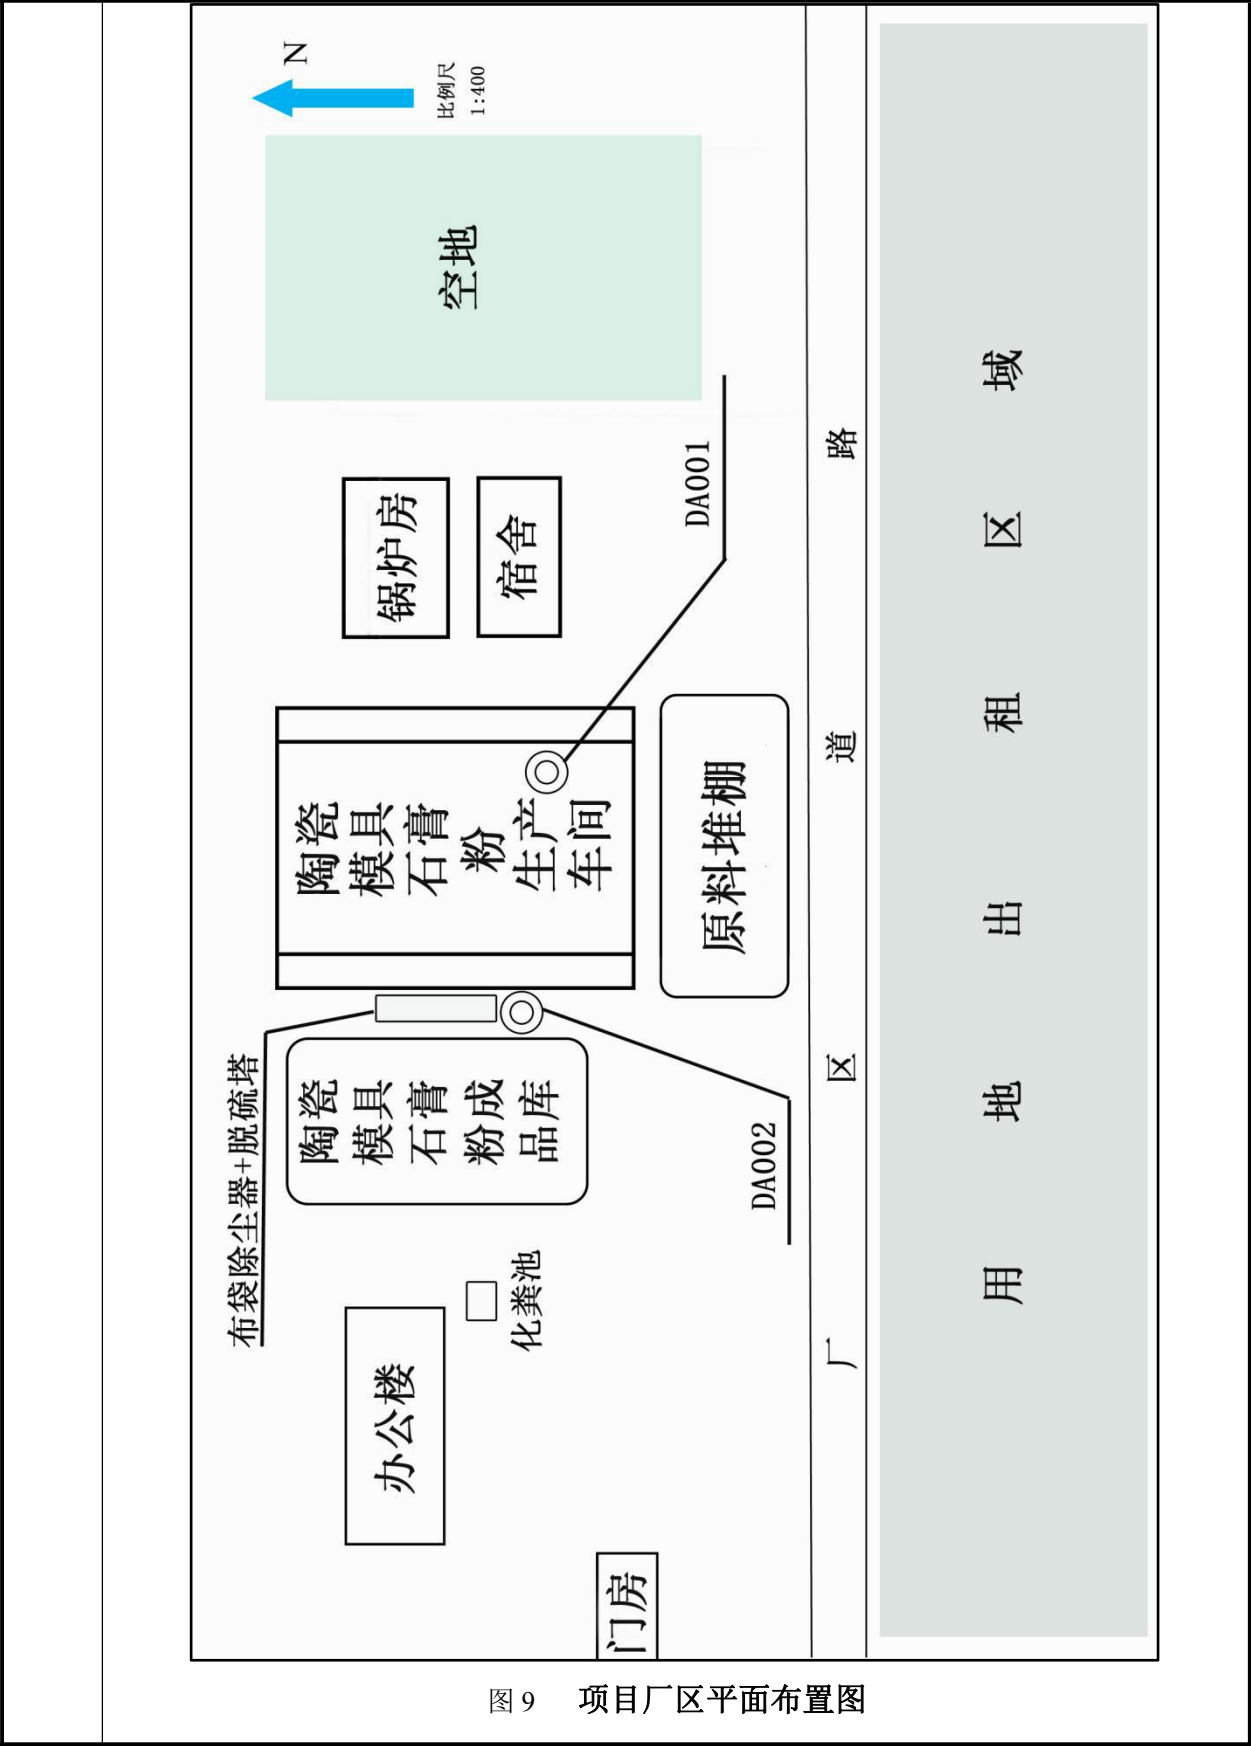 N
比例尺
1:400
空地
锅炉房
宿舍
DA001
陶瓷
模具
石膏
粉
生产
车间
原料堆棚
布袋除尘器+脱硫塔
陶瓷
模具
石膏
粉成
品库
DA002
化粪池
办公楼
门房
厂区道路
用地出租区域
图 9 项目厂区平面布置图